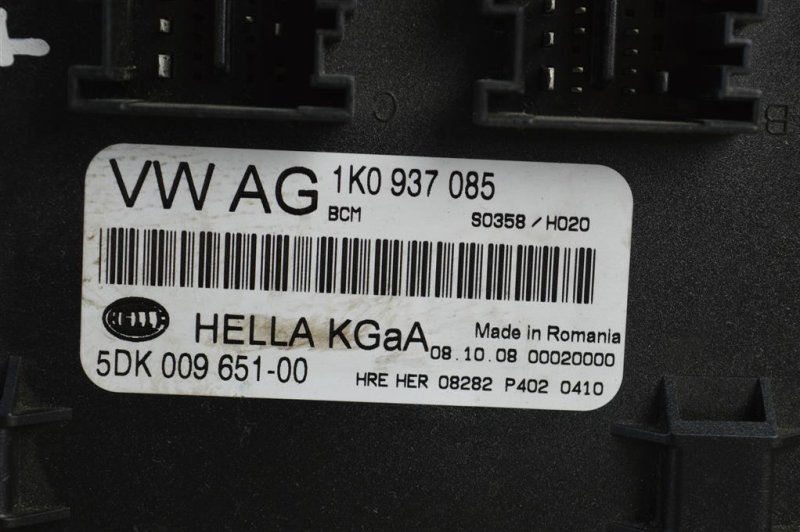 C
B
VW AG 1K0 937 085
BCM S0358 / H020
HELLA
HELLA KGaA Made in Romania
08.10.08 00020000
5DK 009 651-00
HRE HER 08282 P402 0410